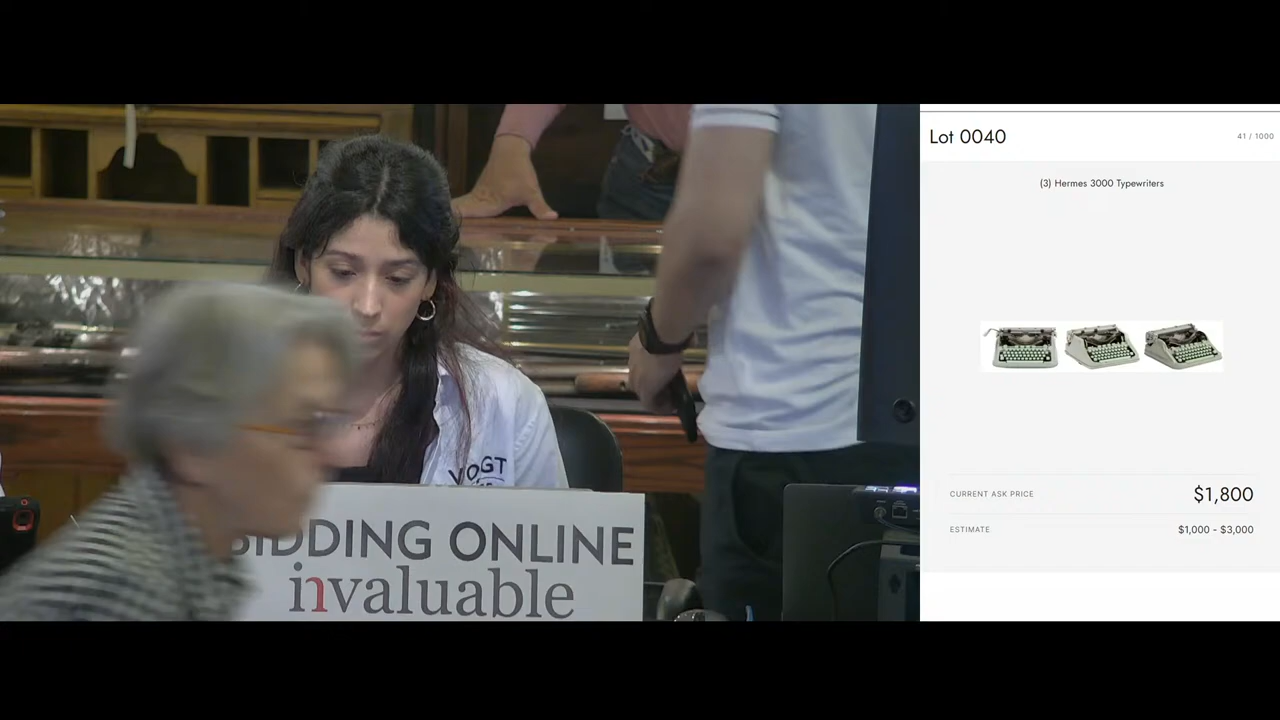 VOGT
BIDDING ONLINE
invaluable
Lot 0040
41 / 1000
(3) Hermes 3000 Typewriters
CURRENT ASK PRICE
$1,800
ESTIMATE
$1,000 - $3,000